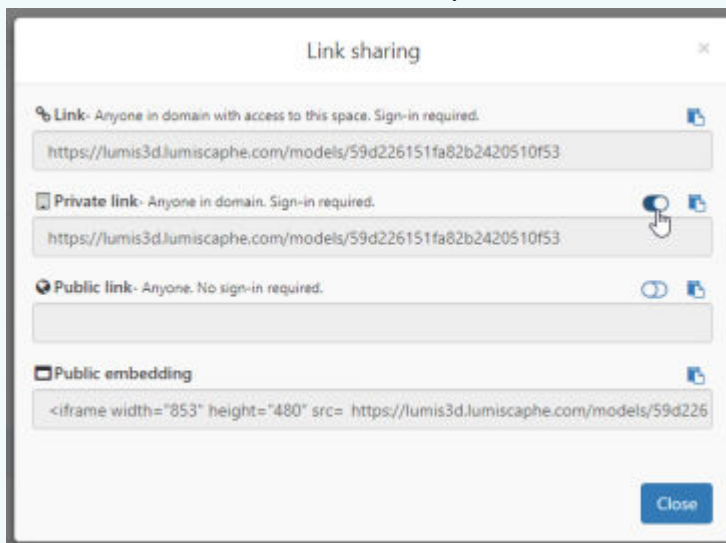 Link sharing
×
Link- Anyone in domain with access to this space. Sign-in required.
https://lumis3d.lumiscaphe.com/models/59d226151fa82b2420510f53
Private link- Anyone in domain. Sign-in required.
https://lumis3d.lumiscaphe.com/models/59d226151fa82b2420510f53
Public link- Anyone. No sign-in required.
Public embedding
<iframe width="853" height="480" src= https://lumis3d.lumiscaphe.com/models/59d226
Close